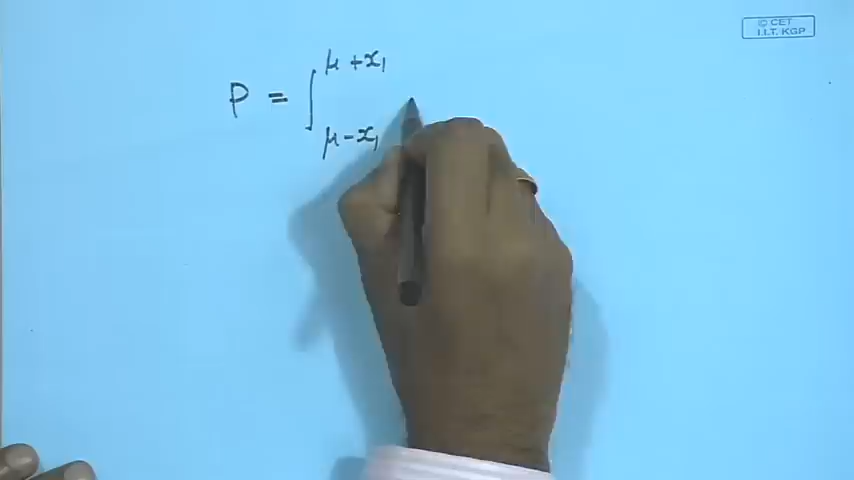 © CET
I.I.T. KGP
P = ∫_{μ-x₁}^{μ+x₁}